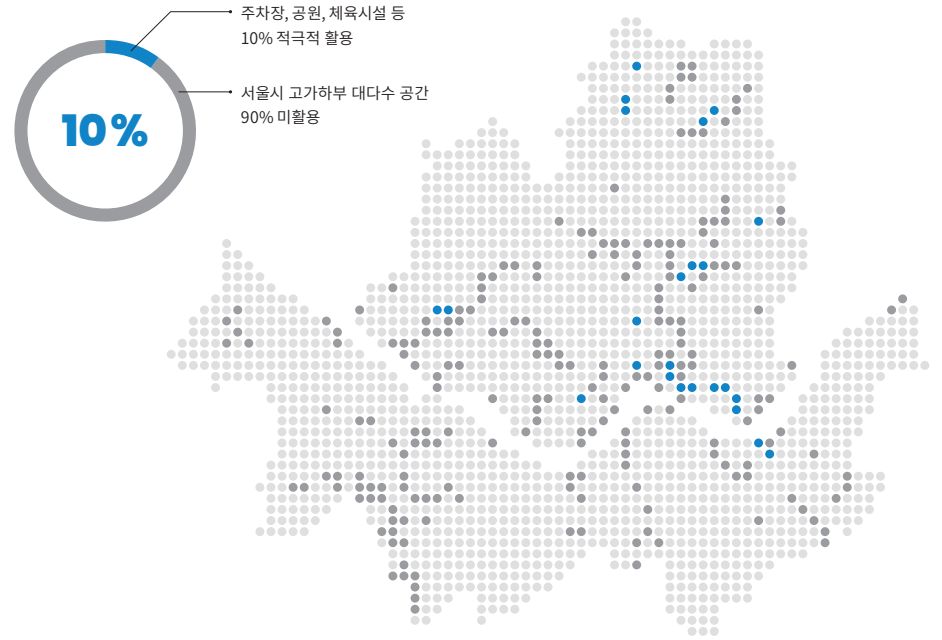 주차장, 공원, 체육시설 등
10% 적극적 활용
서울시 고가하부 대다수 공간
90% 미활용
10%